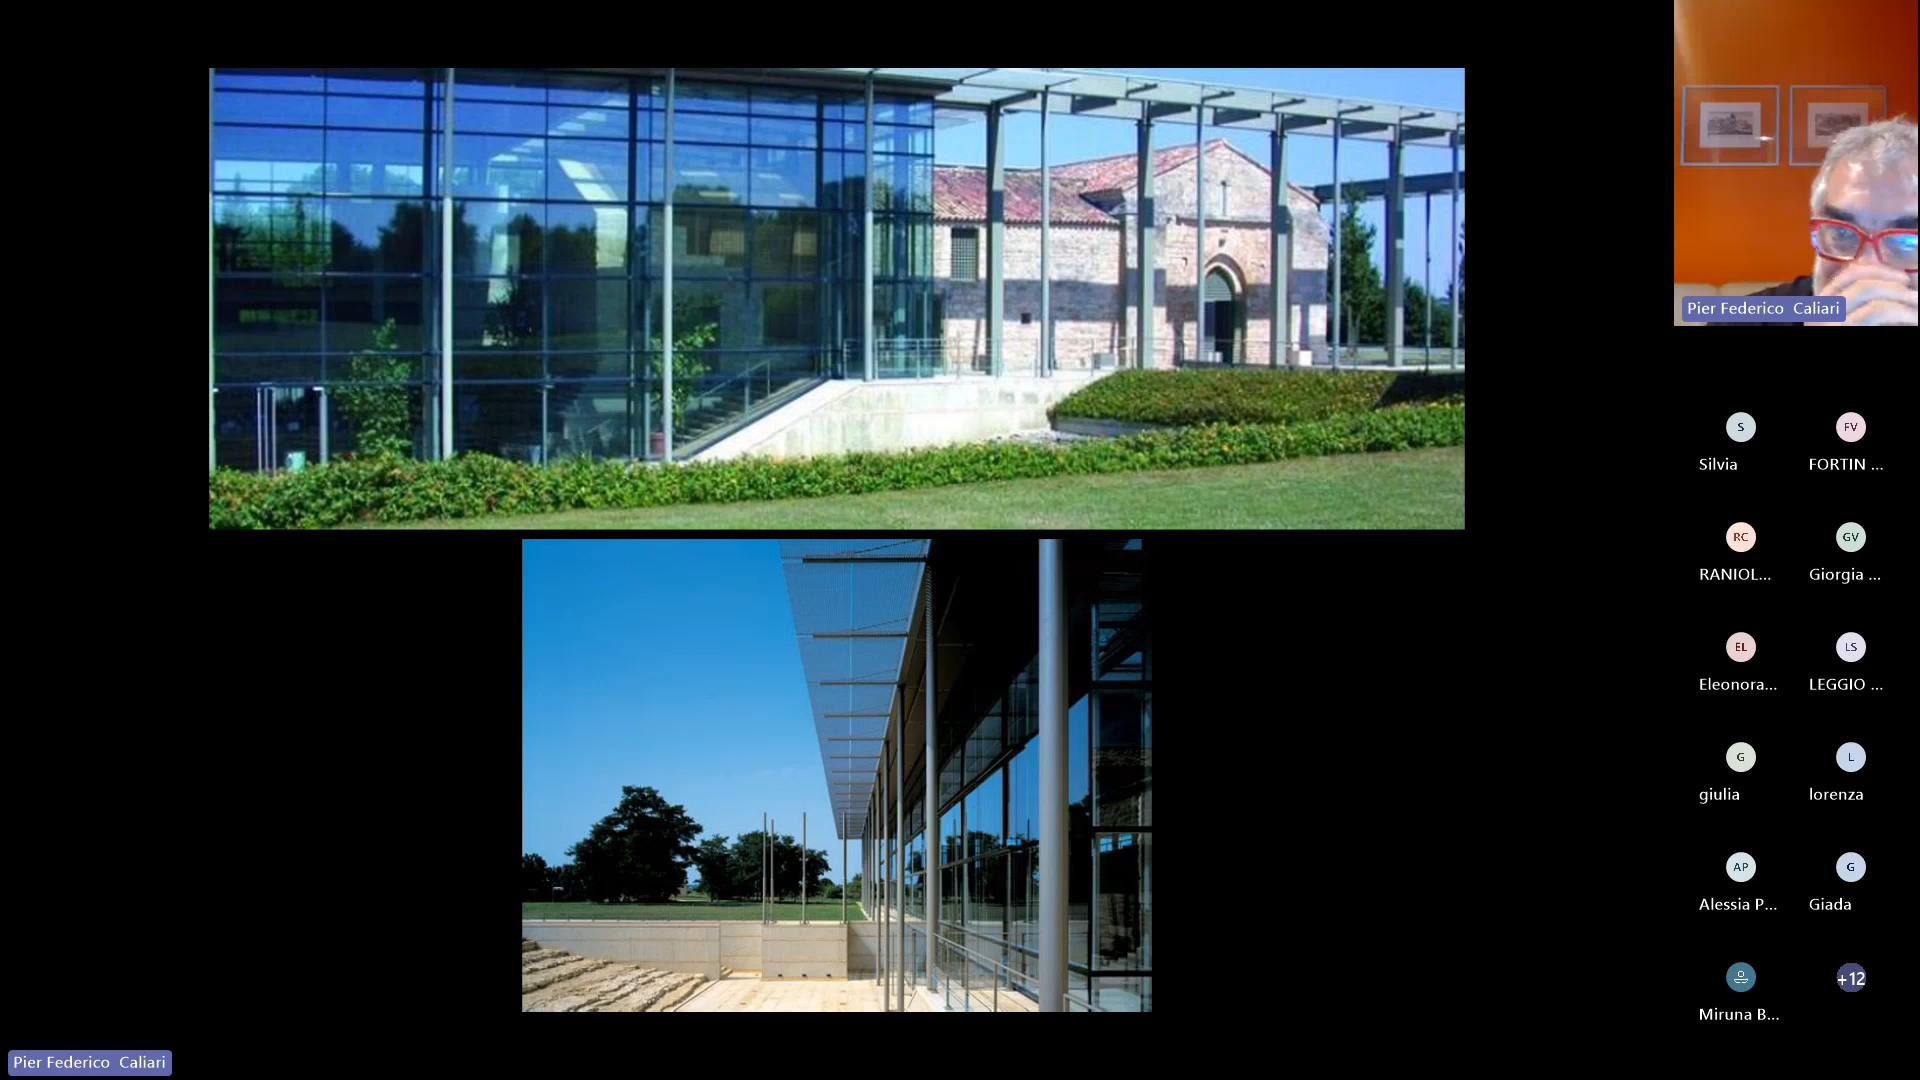 Pier Federico Caliari
S
FV
Silvia
FORTIN ...
RC
GV
RANIOL...
Giorgia ...
EL
LS
Eleonora...
LEGGIO ...
G
L
giulia
lorenza
AP
G
Alessia P...
Giada
+12
Miruna B...
Pier Federico Caliari